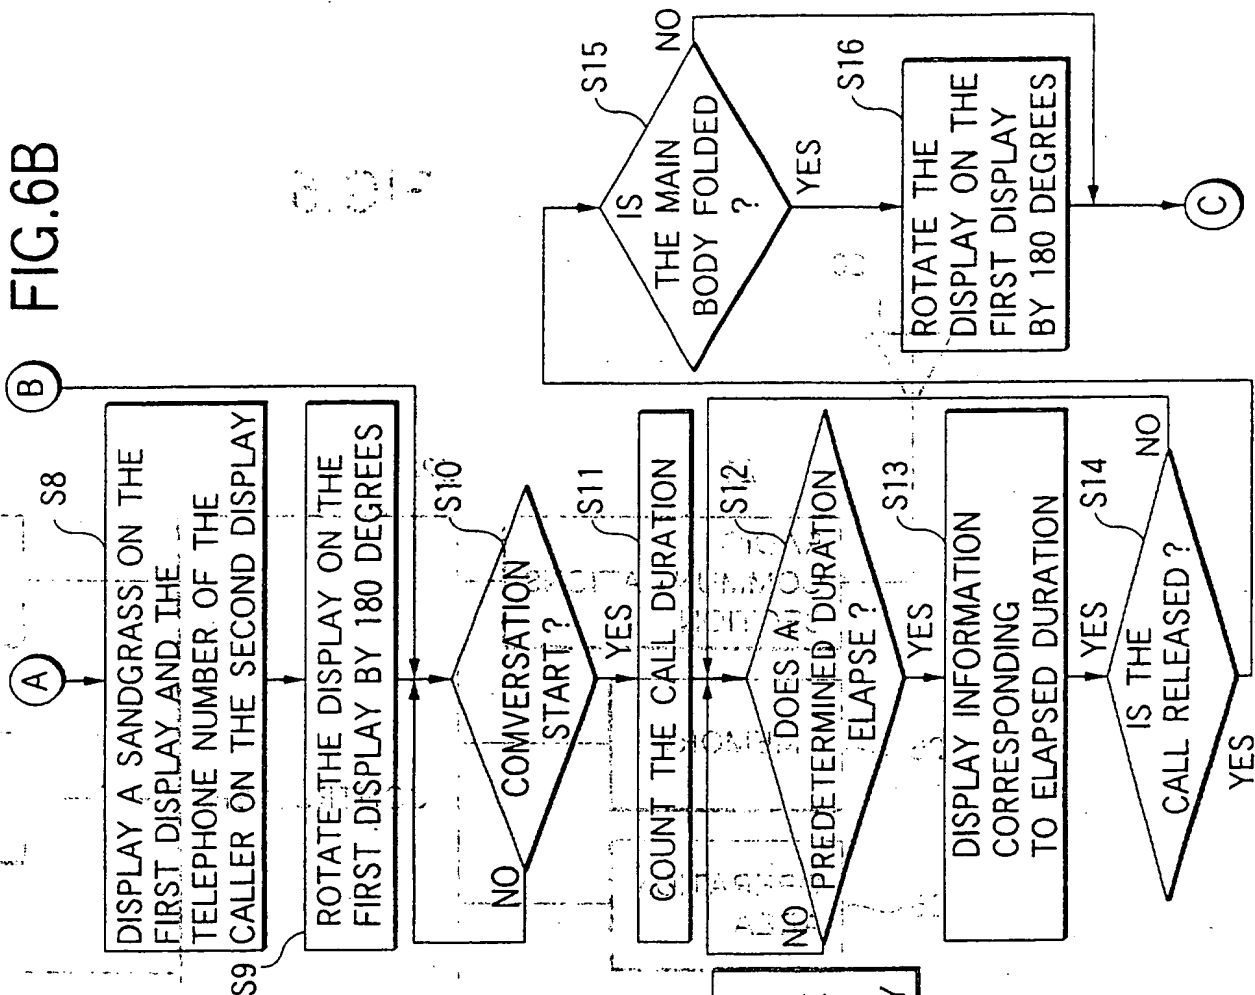 FIG.6B
A
B
S8
DISPLAY A SANDGRASS ON THE
FIRST DISPLAY AND THE
TELEPHONE NUMBER OF THE
CALLER ON THE SECOND DISPLAY
S9
ROTATE THE DISPLAY ON THE
FIRST DISPLAY BY 180 DEGREES
S10
COMVERSATION
START ?
NO
YES
S11
COUNT THE CALL DURATION
S12
DOES A
PREDETERMINED DURATION
ELAPSE ?
NO
YES
S13
DISPLAY INFORMATION
CORRESPONDING
TO ELAPSED DURATION
YES
S14
IS THE
CALL RELEASED ?
NO
YES
S15
IS
THE MAIN
BODY FOLDED
?
NO
YES
S16
ROTATE THE
DISPLAY ON THE
FIRST DISPLAY
BY 180 DEGREES
C